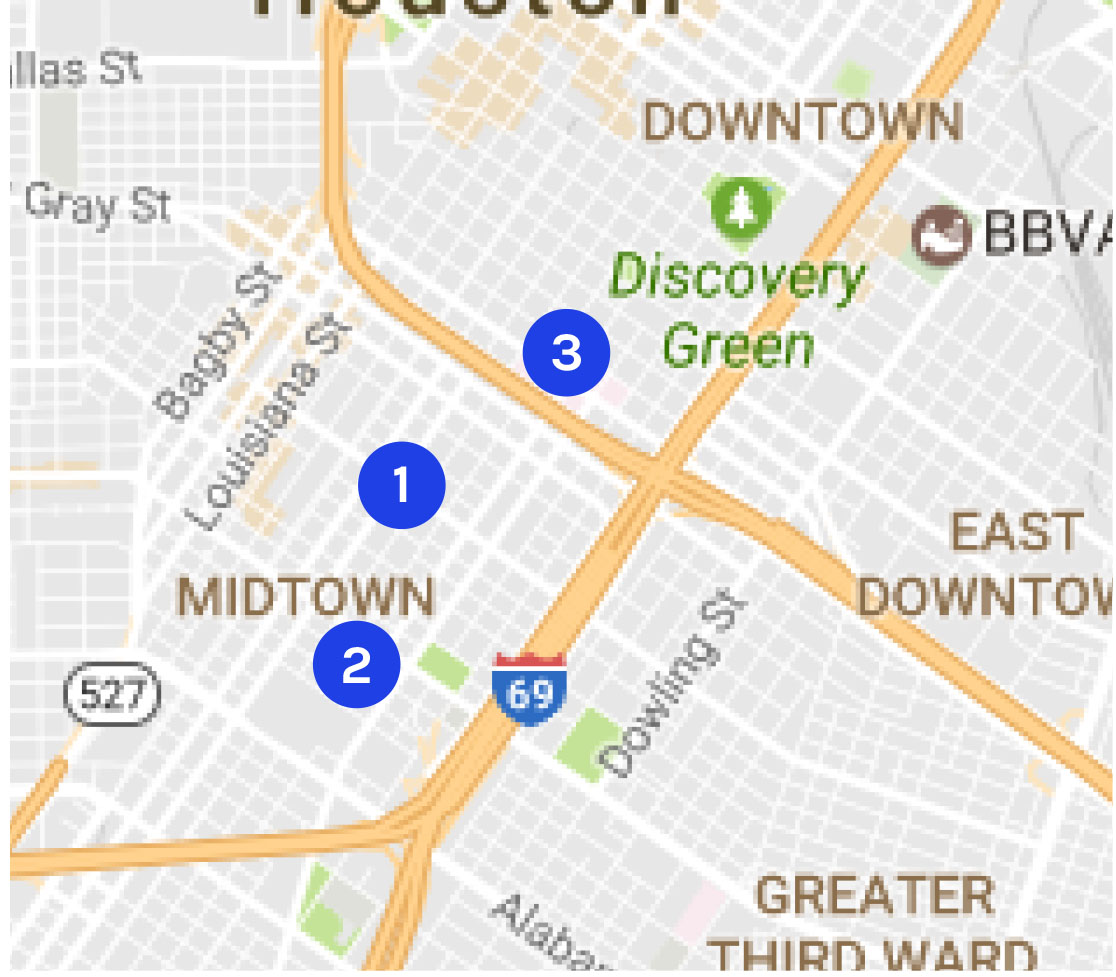 Houston
llas St
DOWNTOWN
Gray St
BBVA
Discovery
Green
Bagby St
Louisiana St
3
1
EAST
DOWNTOW
MIDTOWN
2
527
69
Dowling St
GREATER
THIRD WARD
Alaba